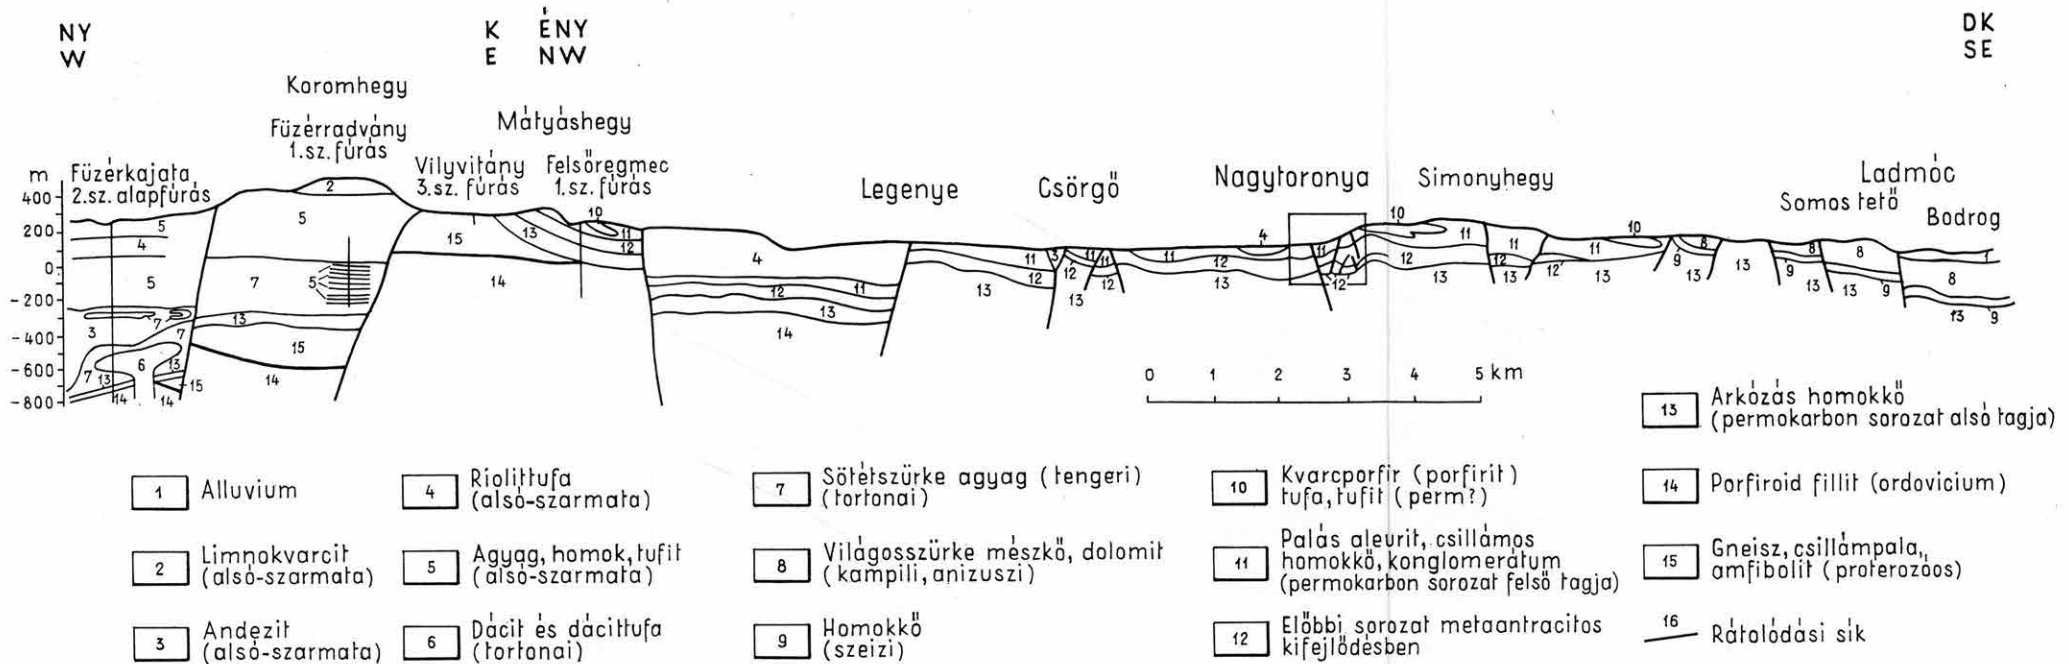 NY
W
K
E
ÉNY
NW
DK
SE
Koromhegy
Füzérradvány
1.sz. fúrás
Mátyáshegy
m
Füzérkajata
2.sz. alapfúrás
Vilyvitány
3.sz. fúrás
Felsőregmec
1.sz. fúrás
Legenye
Csörgő
Nagytoronya
Simonyhegy
Ladmóc
Somos tető
Bodrog
400
200
0
-200
-400
-600
-800
0 1 2 3 4 5 km
1 Alluvium
2 Limnokvarcit
(alsó-szarmata)
3 Andezit
(alsó-szarmata)
4 Riolittufa
(alsó-szarmata)
5 Agyag, homok, tufit
(alsó-szarmata)
6 Dácit és dácittufa
(tortonai)
7 Sötétszürke agyag (tengeri)
(tortonai)
8 Világosszürke mészkő, dolomit
(kampili, anizuszi)
9 Homokkő
(szeizi)
10 Kvarcporfir (porfirit)
tufa, tufit (perm?)
11 Palás aleurit, csillámos
homokkő, konglomerátum
(permokarbon sorozat felső tagja)
12 Előbbi sorozat metaantracitos
kifejlődésben
13 Arkózás homokkő
(permokarbon sorozat alsó tagja)
14 Porfiroid fillit (ordovicium)
15 Gneisz, csillámpala,
amfibolit (proterozóos)
16 Rátolódási sík